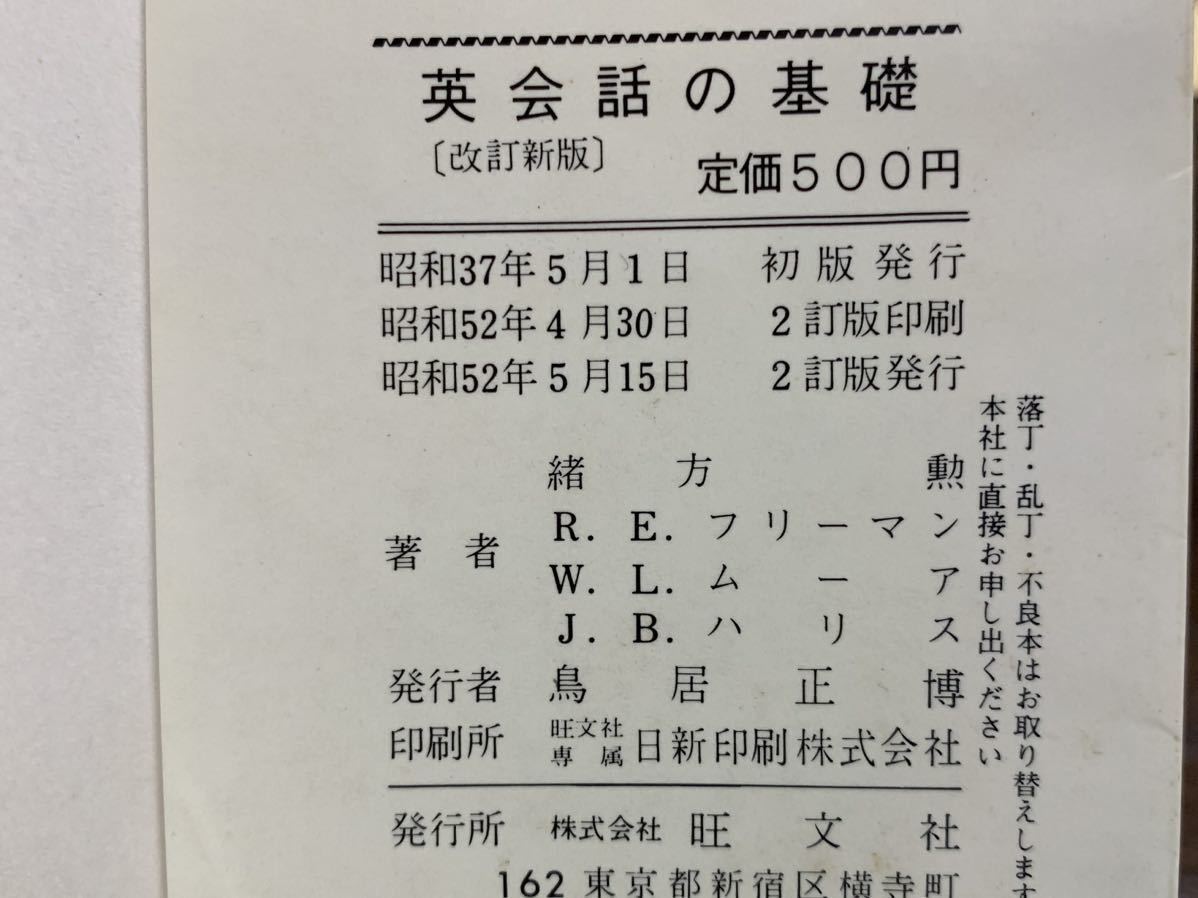 英会話の基礎
〔改訂新版〕 定価500円
昭和37年5月1日 初版発行
昭和52年4月30日 2訂版印刷
昭和52年5月15日 2訂版発行
著者
緒方 勲
R. E. フリーマン
W. L. ムーア
J. B. ハリス
発行者 鳥居正博
印刷所 旺文社専属 日新印刷株式会社
発行所 株式会社 旺文社
162 東京都新宿区横寺町
落丁・乱丁・不良本はお取り替えします
本社に直接お申し出ください